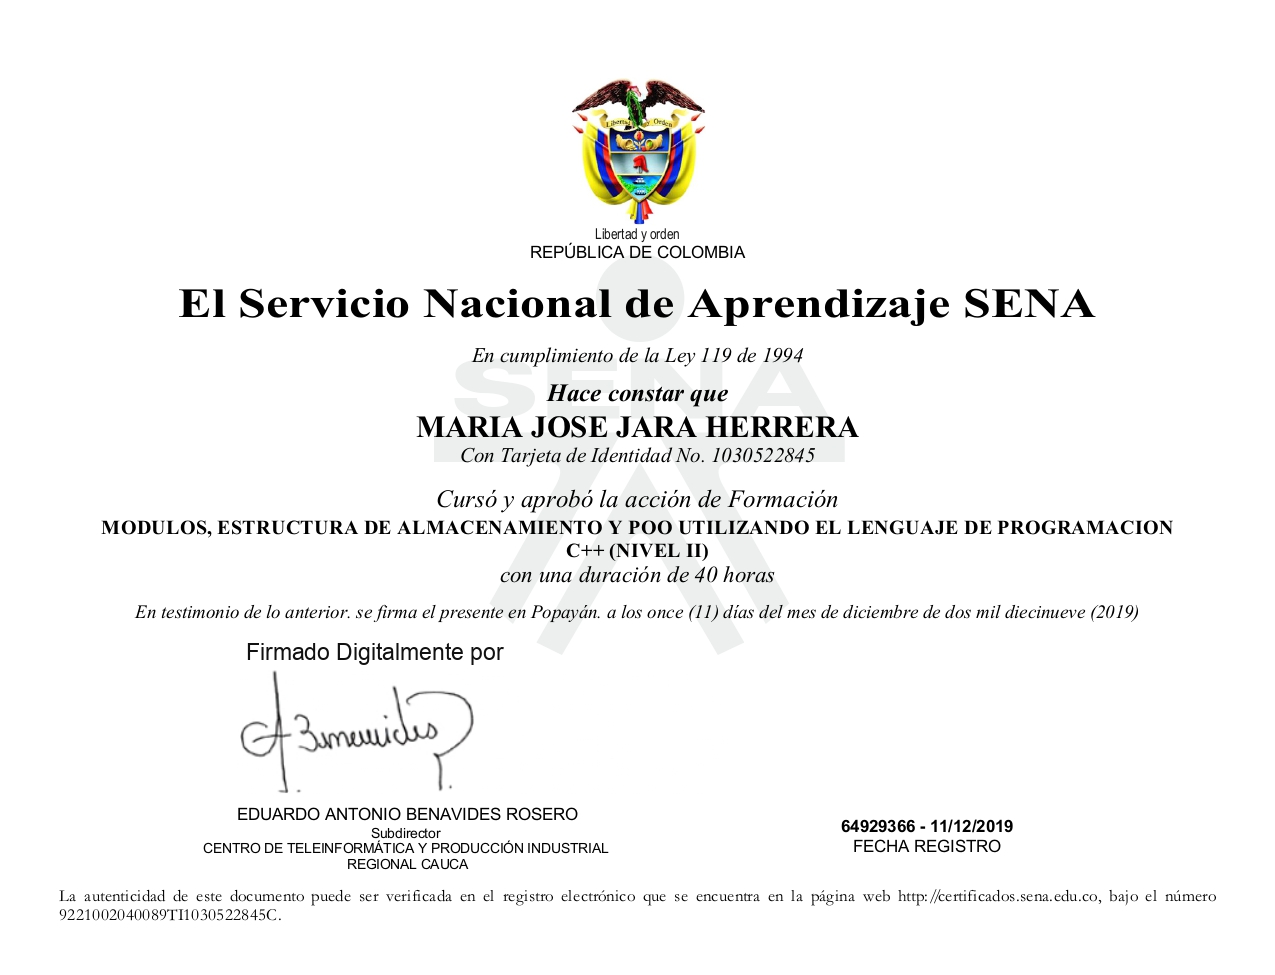 Libertad y Orden
Libertad y orden
REPÚBLICA DE COLOMBIA
El Servicio Nacional de Aprendizaje SENA
En cumplimiento de la Ley 119 de 1994
SENA
Hace constar que
MARIA JOSE JARA HERRERA
Con Tarjeta de Identidad No. 1030522845
Cursó y aprobó la acción de Formación
MODULOS, ESTRUCTURA DE ALMACENAMIENTO Y POO UTILIZANDO EL LENGUAJE DE PROGRAMACION
C++ (NIVEL II)
con una duración de 40 horas
En testimonio de lo anterior. se firma el presente en Popayán. a los once (11) días del mes de diciembre de dos mil diecinueve (2019)
Firmado Digitalmente por
ABenavides
EDUARDO ANTONIO BENAVIDES ROSERO
Subdirector
CENTRO DE TELEINFORMÁTICA Y PRODUCCIÓN INDUSTRIAL
REGIONAL CAUCA
64929366 - 11/12/2019
FECHA REGISTRO
La autenticidad de este documento puede ser verificada en el registro electrónico que se encuentra en la página web http://certificados.sena.edu.co, bajo el número
9221002040089TI1030522845C.